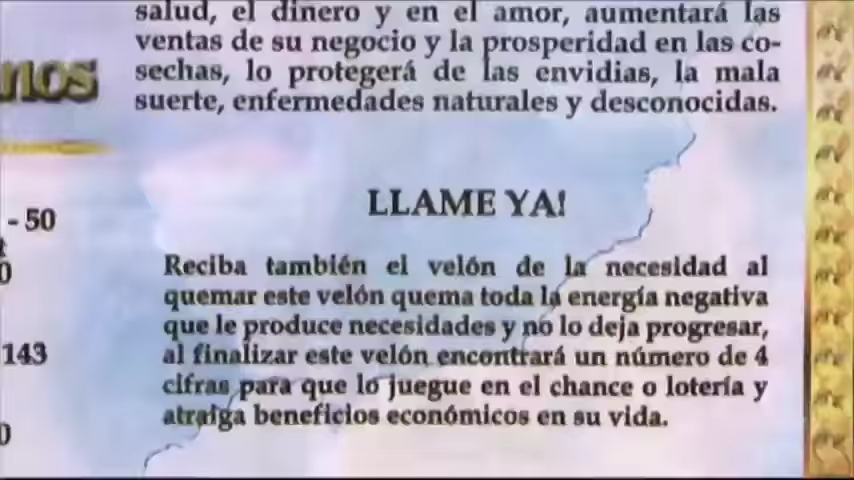 salud, el dinero y en el amor, aumentará las
ventas de su negocio y la prosperidad en las co-
sechas, lo protegerá de las envidias, la mala
suerte, enfermedades naturales y desconocidas.
LLAME YA!
Reciba también el velón de la necesidad al
quemar este velón quema toda la energía negativa
que le produce necesidades y no lo deja progresar,
al finalizar este velón encontrará un número de 4
cifras para que lo juegue en el chance o lotería y
atraiga beneficios económicos en su vida.
- 50
143